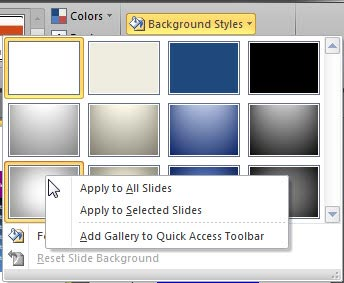 Colors
Background Styles
Apply to All Slides
Apply to Selected Slides
Add Gallery to Quick Access Toolbar
Reset Slide Background